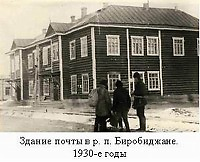 Здание почты в р. п. Биробиджане.
1930-е годы